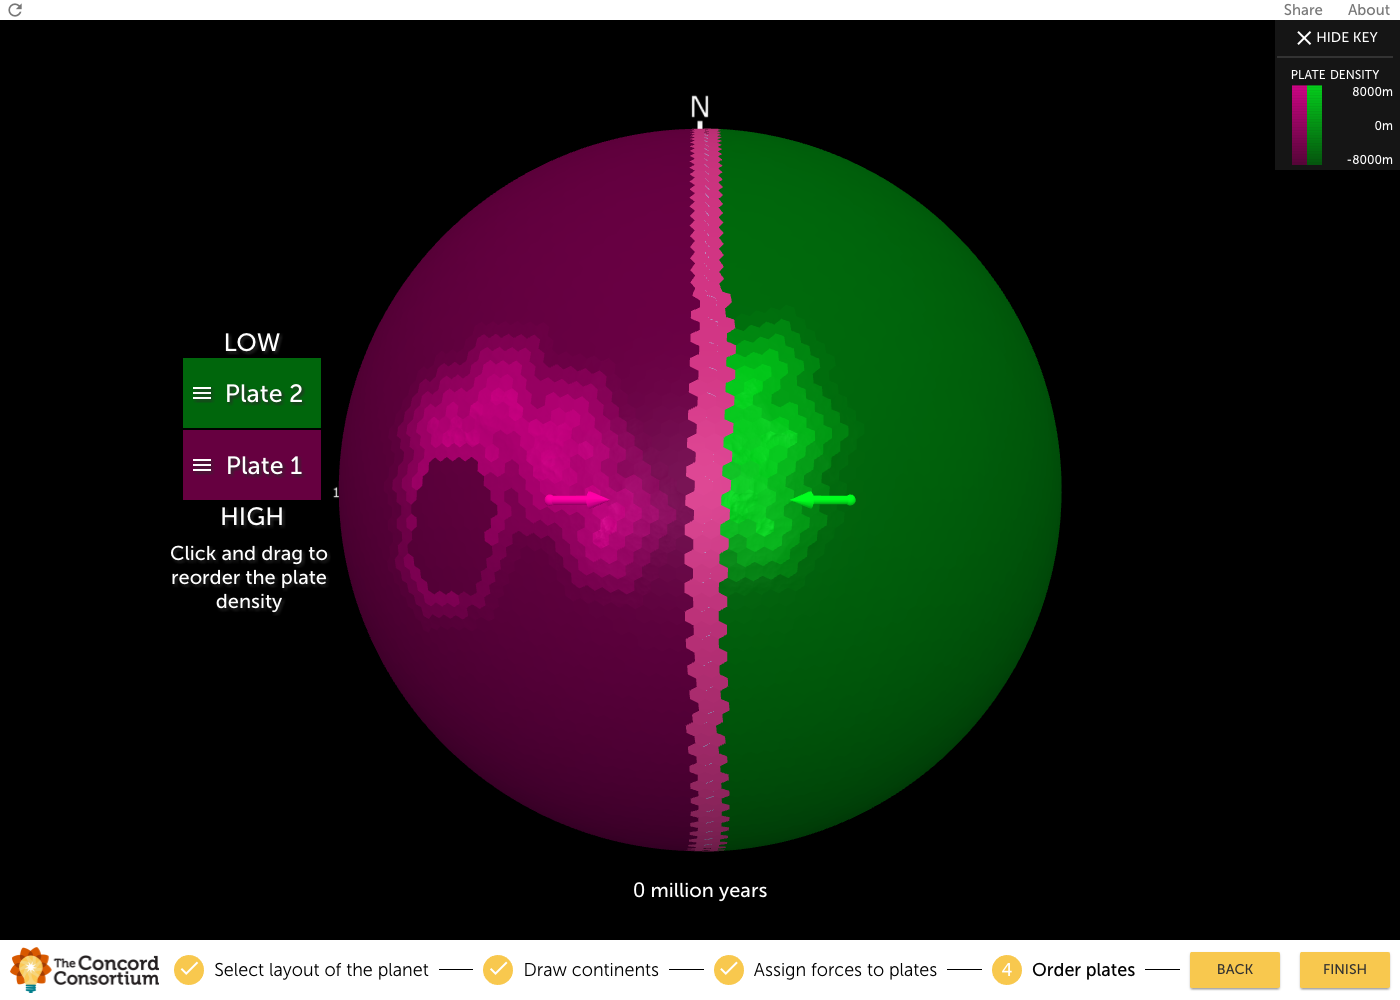 Share About
HIDE KEY
PLATE DENSITY
8000m
0m
-8000m
N
LOW
Plate 2
Plate 1
1
HIGH
Click and drag to
reorder the plate
density
0 million years
The Concord
Consortium
Select layout of the planet
Draw continents
Assign forces to plates
4 Order plates
BACK
FINISH